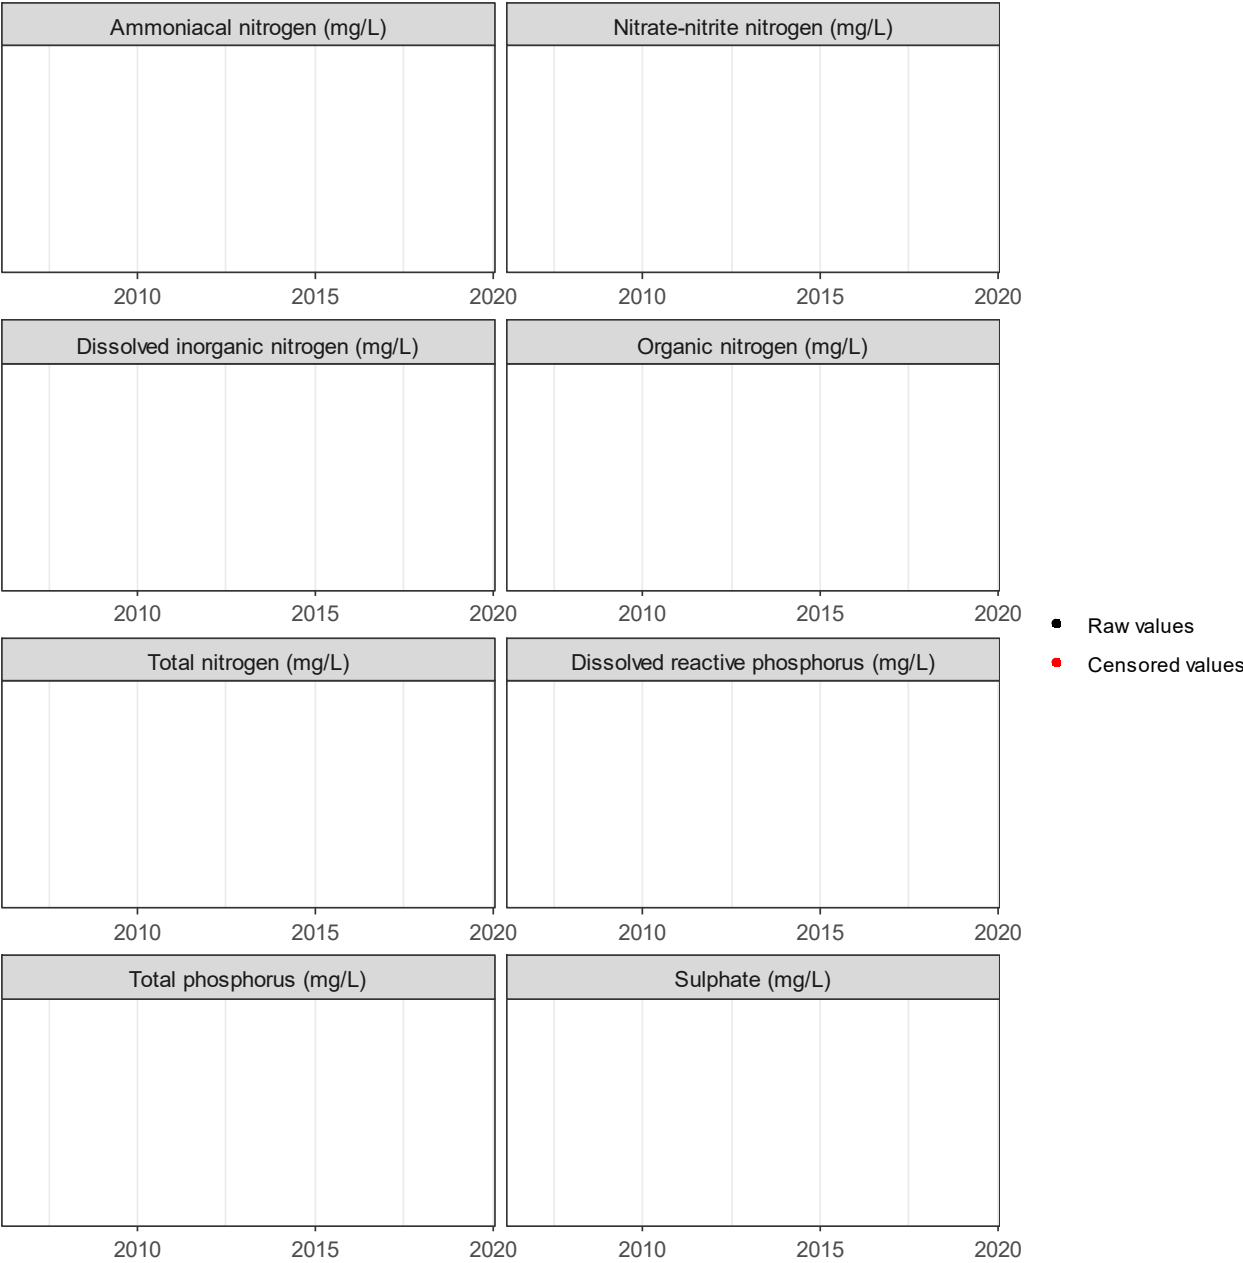 Ammoniacal nitrogen (mg/L)
Nitrate-nitrite nitrogen (mg/L)
2010 2015 2020
2010 2015 2020
Dissolved inorganic nitrogen (mg/L)
Organic nitrogen (mg/L)
2010 2015 2020
2010 2015 2020
Total nitrogen (mg/L)
Dissolved reactive phosphorus (mg/L)
2010 2015 2020
2010 2015 2020
Total phosphorus (mg/L)
Sulphate (mg/L)
2010 2015 2020
2010 2015 2020
Raw values
Censored values